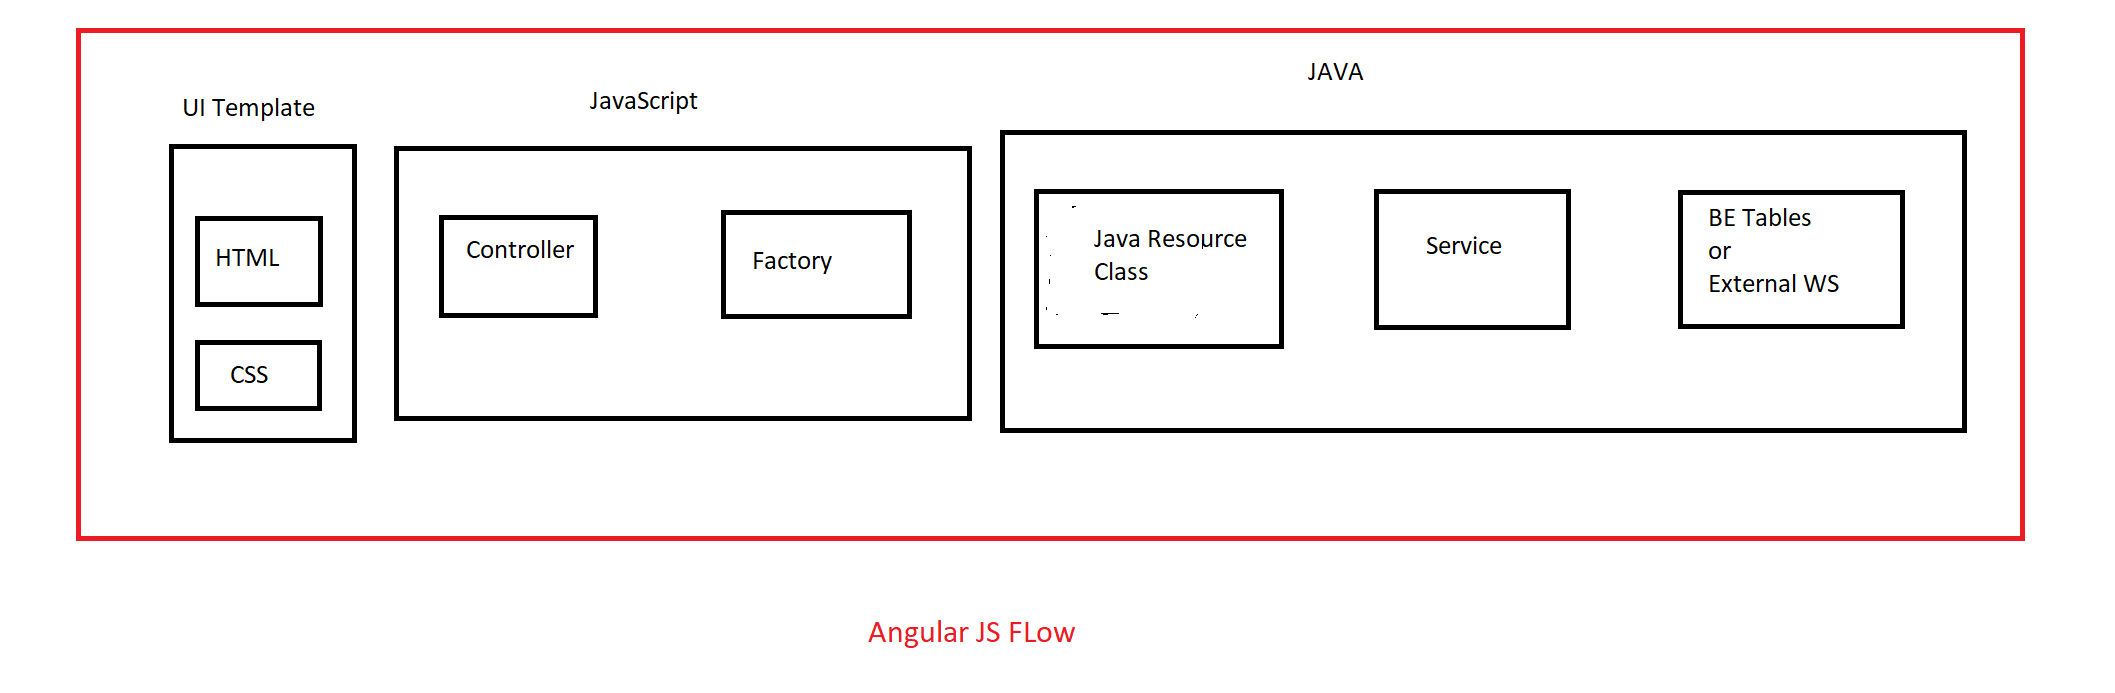 JAVA
JavaScript
UI Template
HTML
CSS
Controller
Factory
Java Resource
Class
Service
BE Tables
or
External WS
Angular JS FLow